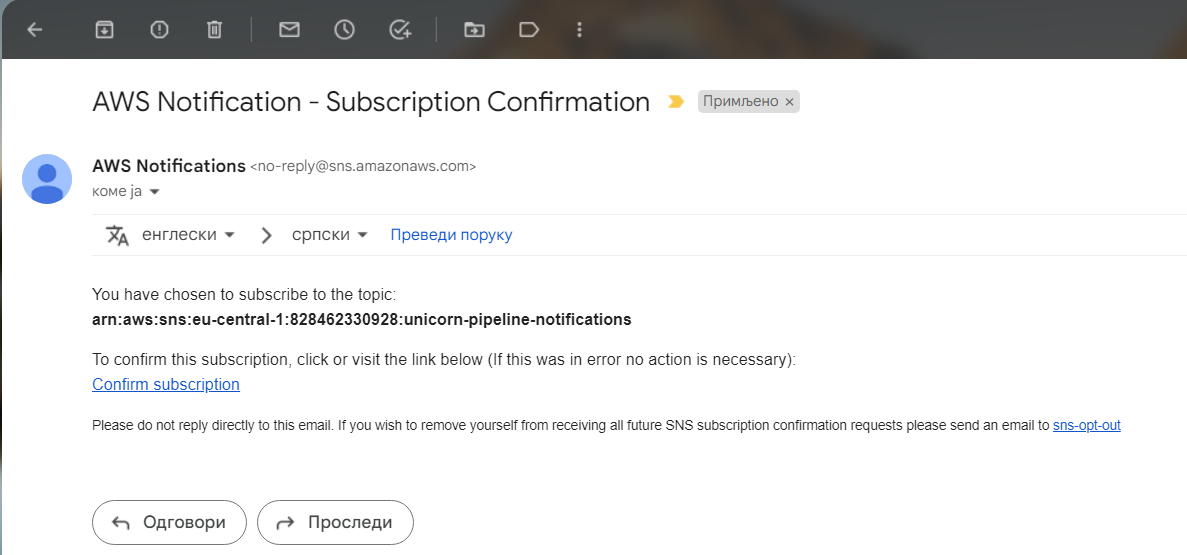 AWS Notification - Subscription Confirmation Примљено ×
AWS Notifications <no-reply@sns.amazonaws.com>
коме ја
енглески српски Преведи поруку
You have chosen to subscribe to the topic:
arn:aws:sns:eu-central-1:828462330928:unicorn-pipeline-notifications
To confirm this subscription, click or visit the link below (If this was in error no action is necessary):
Confirm subscription
Please do not reply directly to this email. If you wish to remove yourself from receiving all future SNS subscription confirmation requests please send an email to sns-opt-out
Одговори Проследи